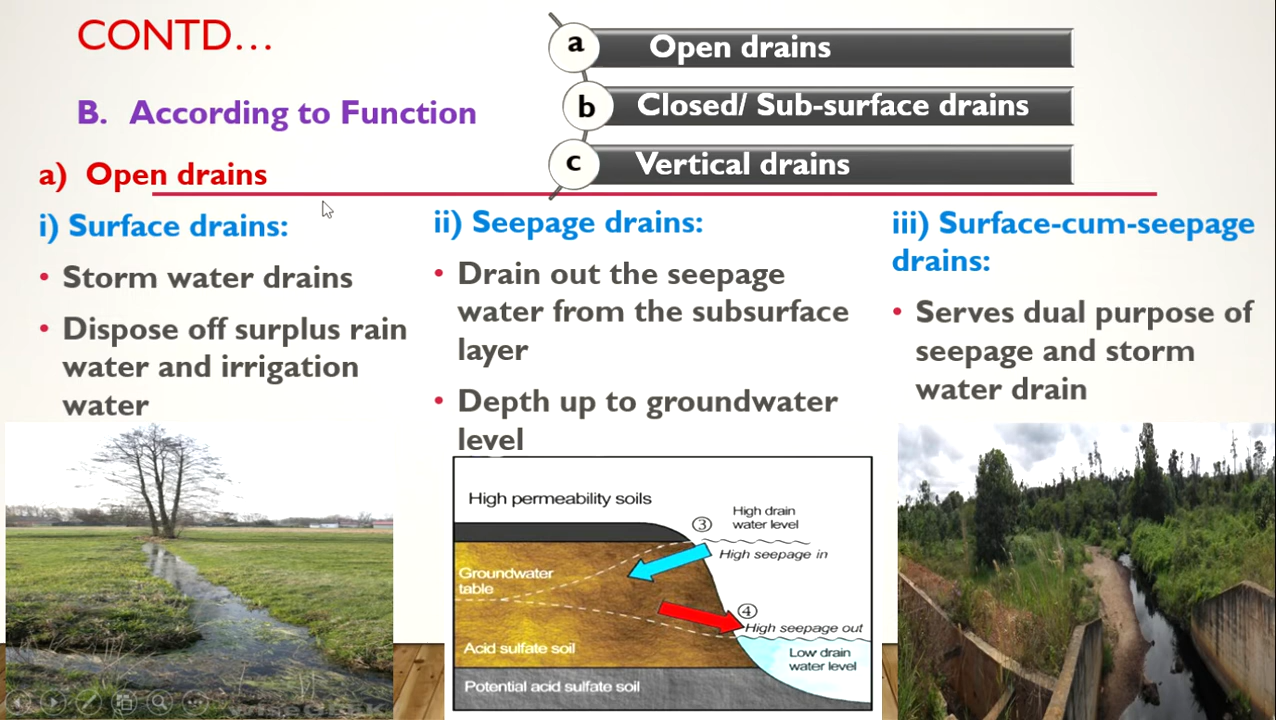 CONTD…
a
Open drains
b
Closed/ Sub-surface drains
c
Vertical drains
B. According to Function
a) Open drains
i) Surface drains:
• Storm water drains
• Dispose off surplus rain
water and irrigation
water
ii) Seepage drains:
• Drain out the seepage
water from the subsurface
layer
• Depth up to groundwater
level
iii) Surface-cum-seepage
drains:
• Serves dual purpose of
seepage and storm
water drain
High permeability soils
③
High drain
water level
High seepage in
Groundwater
table
④
High seepage out
Acid sulfate soil
Low drain
water level
Potential acid sulfate soil